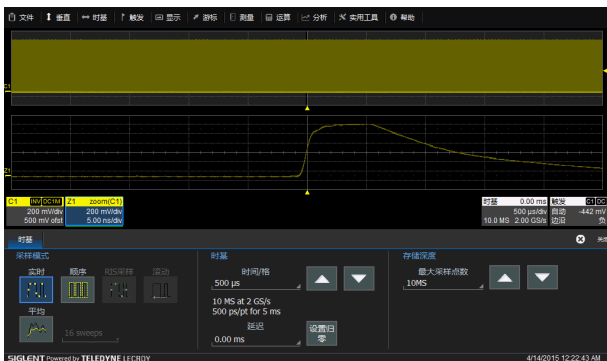 文件 垂直 时基 触发 显示 游标 测量 运算 分析 实用工具 帮助
C1
Z1
C1 INV DC1M Z1 zoom(C1) 时基 0.00 ms 触发 C1 DC
200 mV/div 200 mV/div 500 µs/div 自动 -442 mV
500 mV ofst 5.00 ns/div 10.0 MS 2.00 GS/s 边沿 负
时基 关闭
采样模式 时基 存储深度
实时 顺序 RIS采样 滚动 时间/格 最大采样点数
500 µs 10MS
10 MS at 2 GS/s
500 ps/pt for 5 ms
平均 延迟 设置归
16 sweeps 0.00 ms 零
SIGLENT Powered by TELEDYNE LECROY 4/14/2015 12:22:43 AM